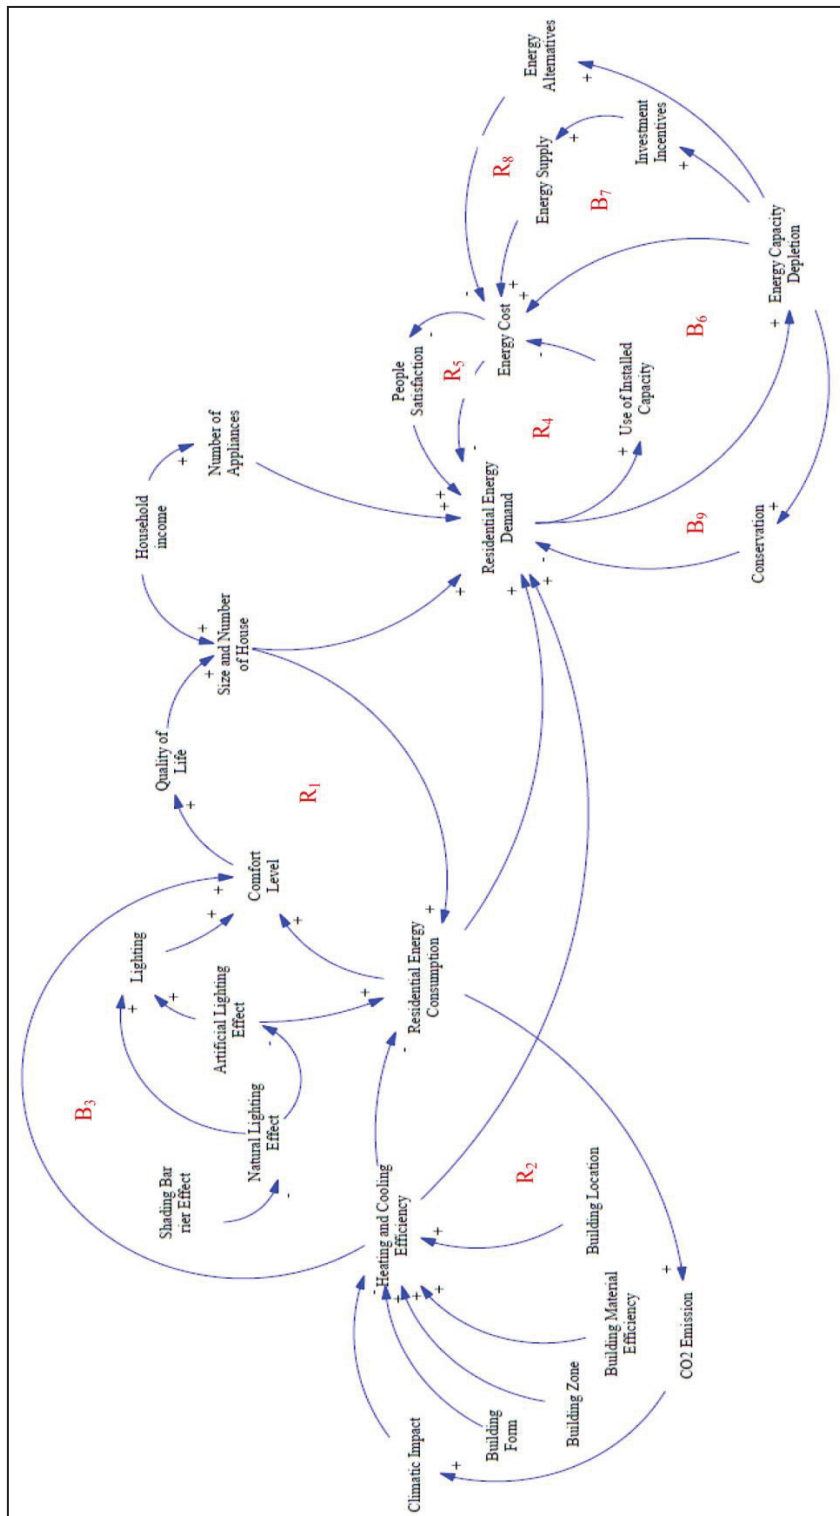 Shading Bar
rier Effect
-
Natural Lighting
Effect
-
Artificial Lighting
Effect
+
+
Lighting
+
+
+
Comfort
Level
+
+
Quality of
Life
+
+
Size and Number
of House
Household
income
+
Number of
Appliances
B3
R1
Climatic Impact
+
Building
Form
Building Zone
Building Material
Efficiency
Building Location
-
Heating and Cooling
Efficiency
+
+
+
+
-
Residential Energy
Consumption
+
+
R2
CO2 Emission
+
Residential Energy
Demand
+
+
+
-
+
+
-
People
Satisfaction
-
R5
R4
Energy Cost
-
-
+
+
Use of Installed
Capacity
+
R8
Energy Supply
+
B7
Energy
Alternatives
+
Investment
Incentives
+
B6
Energy Capacity
Depletion
+
B9
Conservation
+